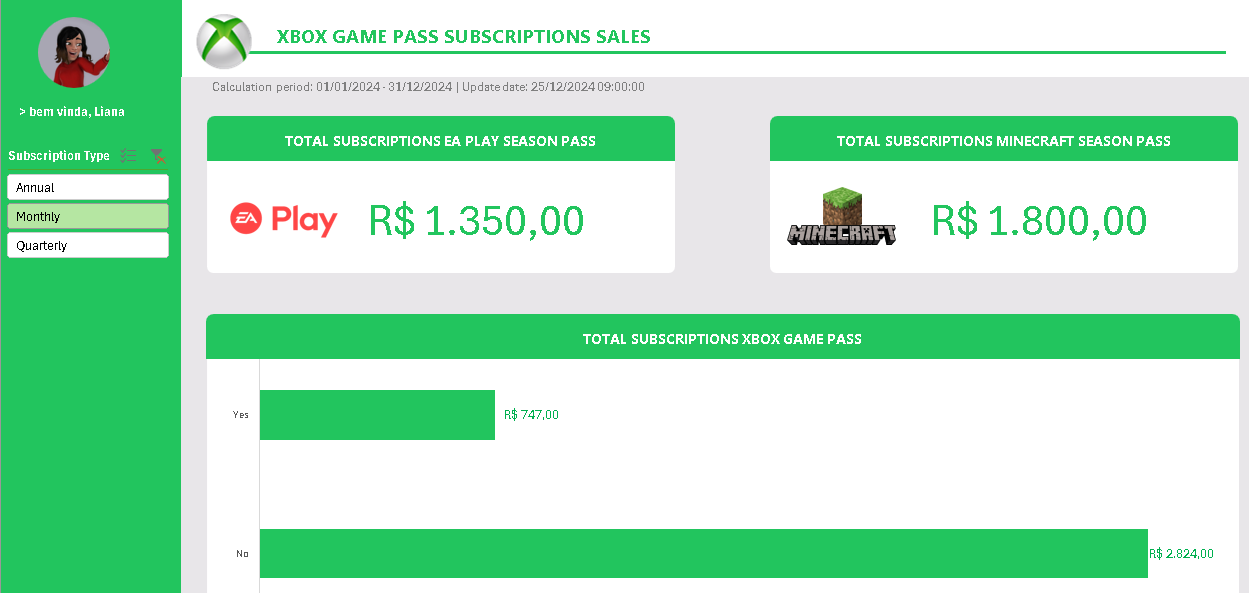 XBOX GAME PASS SUBSCRIPTIONS SALES
Calculation period: 01/01/2024 - 31/12/2024 | Update date: 25/12/2024 09:00:00
> bem vinda, Liana
Subscription Type
Annual
Monthly
Quarterly
TOTAL SUBSCRIPTIONS EA PLAY SEASON PASS
EA Play
R$ 1.350,00
TOTAL SUBSCRIPTIONS MINECRAFT SEASON PASS
MINECRAFT
R$ 1.800,00
TOTAL SUBSCRIPTIONS XBOX GAME PASS
Yes
R$ 747,00
No
R$ 2.824,00